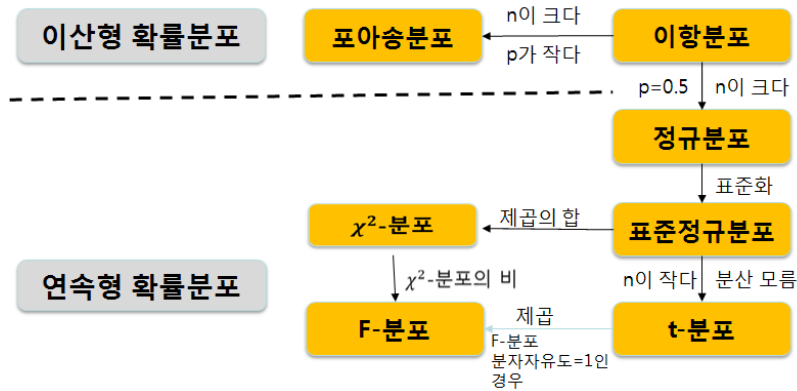 이산형 확률분포
포아송분포
n이 크다
p가 작다
이항분포
p=0.5
n이 크다
정규분포
표준화
χ²-분포
제곱의 합
표준정규분포
연속형 확률분포
χ²-분포의 비
n이 작다
분산 모름
F-분포
제곱
F-분포
분자자유도=1인
경우
t-분포